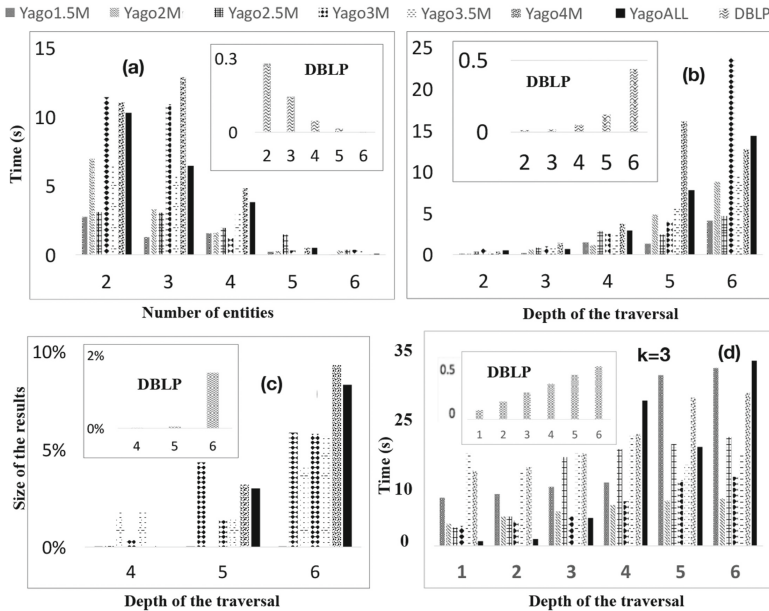 Yago1.5M Yago2M Yago2.5M Yago3M Yago3.5M Yago4M YagoALL DBLP
15
10
5
0
Time (s)
(a)
0.3
0
DBLP
2 3 4 5 6
2 3 4 5 6
Number of entities
25
20
15
10
5
0
(b)
0.5
0
DBLP
2 3 4 5 6
2 3 4 5 6
Depth of the traversal
10%
5%
0%
Size of the results
(c)
2%
0%
DBLP
4 5 6
4 5 6
Depth of the traversal
35
30
20
10
0
Time (s)
k=3 (d)
0.5
0
DBLP
1 2 3 4 5 6
1 2 3 4 5 6
Depth of the traversal